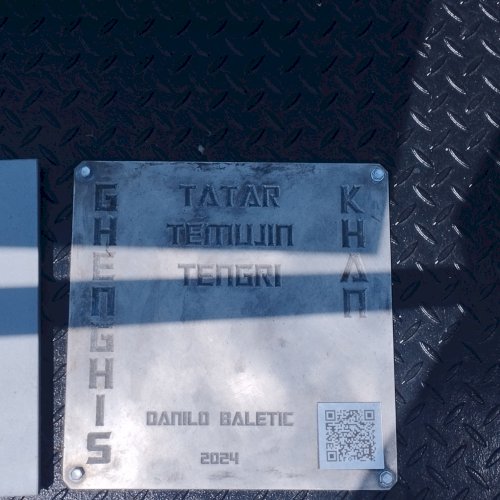 GHENGHIS
TATAR
TEMUJIN
TENGRI
KHAN
DANILO BALETIC
2024